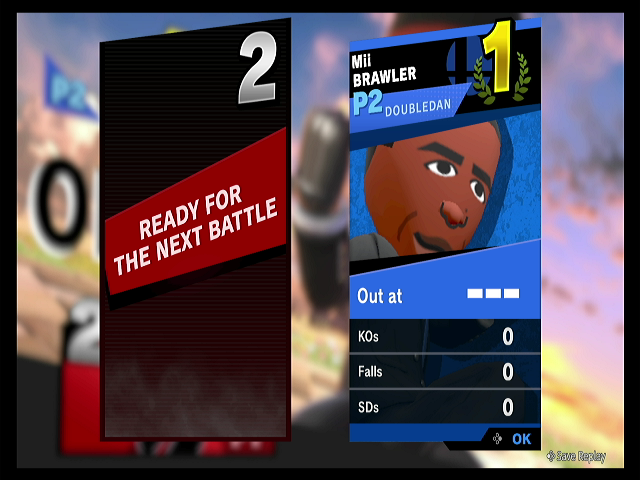 2
READY FOR
THE NEXT BATTLE
1
Mii
BRAWLER
P2 DOUBLEDAN
Out at ---
KOs 0
Falls 0
SDs 0
OK
Save Replay
P2